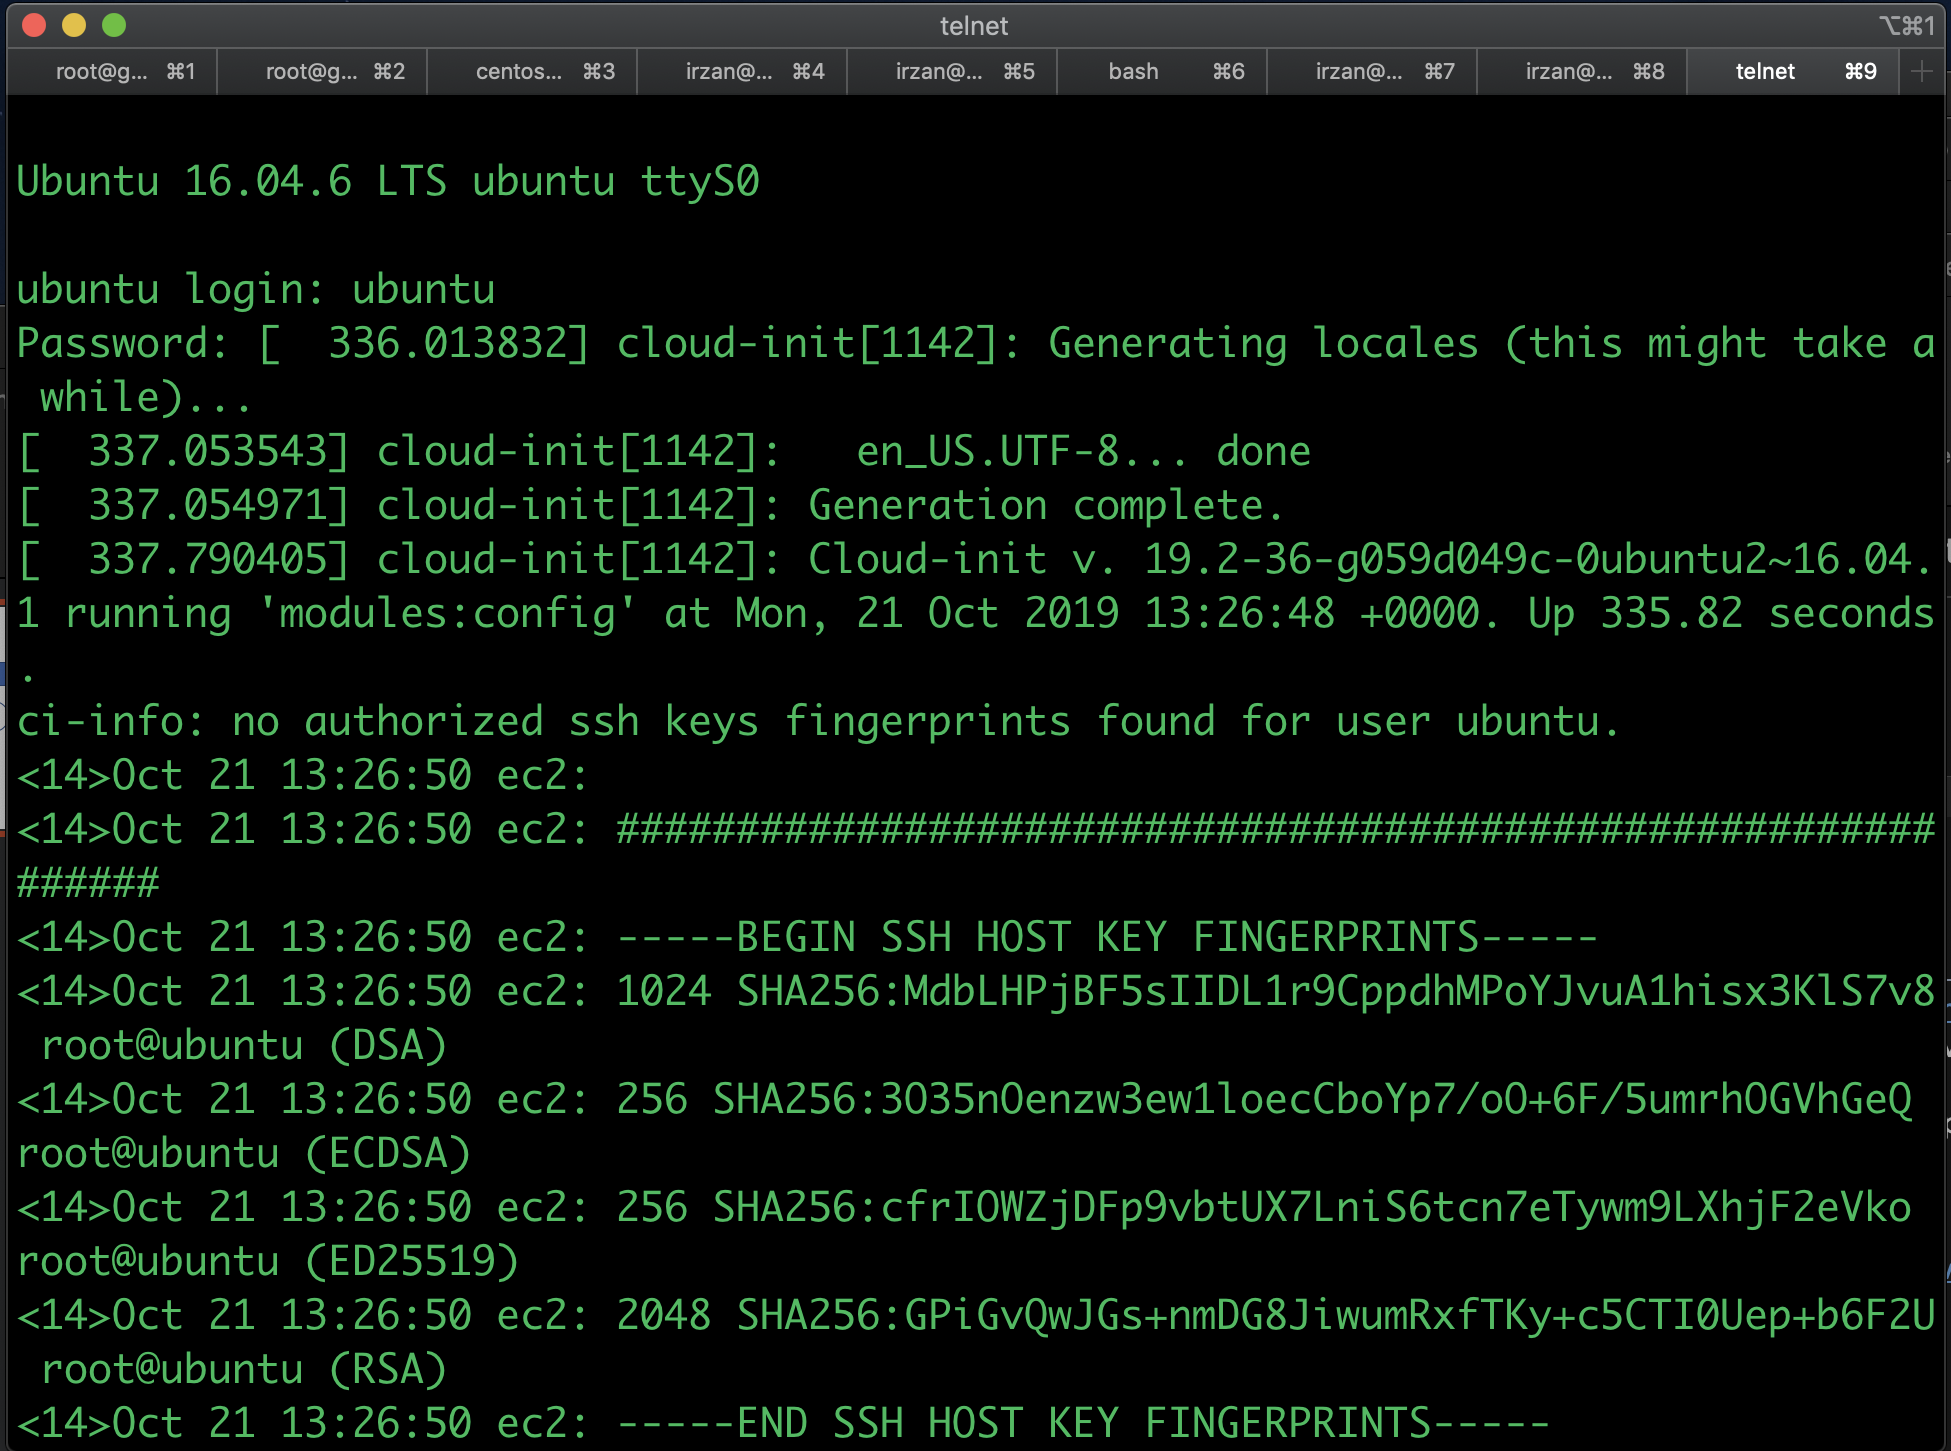 telnet ⌥⌘1
root@g... ⌘1 root@g... ⌘2 centos... ⌘3 irzan@... ⌘4 irzan@... ⌘5 bash ⌘6 irzan@... ⌘7 irzan@... ⌘8 telnet ⌘9 +
Ubuntu 16.04.6 LTS ubuntu ttyS0
ubuntu login: ubuntu
Password: [  336.013832] cloud-init[1142]: Generating locales (this might take a
 while)...
[  337.053543] cloud-init[1142]:   en_US.UTF-8... done
[  337.054971] cloud-init[1142]: Generation complete.
[  337.790405] cloud-init[1142]: Cloud-init v. 19.2-36-g059d049c-0ubuntu2~16.04.
1 running 'modules:config' at Mon, 21 Oct 2019 13:26:48 +0000. Up 335.82 seconds
.
ci-info: no authorized ssh keys fingerprints found for user ubuntu.
<14>Oct 21 13:26:50 ec2:
<14>Oct 21 13:26:50 ec2: #######################################################
######
<14>Oct 21 13:26:50 ec2: -----BEGIN SSH HOST KEY FINGERPRINTS-----
<14>Oct 21 13:26:50 ec2: 1024 SHA256:MdbLHPjBF5sIIDL1r9CppdhMPoYJvuA1hisx3KlS7v8
 root@ubuntu (DSA)
<14>Oct 21 13:26:50 ec2: 256 SHA256:3O35nOenzw3ew1loecCboYp7/oO+6F/5umrhOGVhGeQ
root@ubuntu (ECDSA)
<14>Oct 21 13:26:50 ec2: 256 SHA256:cfrIOWZjDFp9vbtUX7LniS6tcn7eTywm9LXhjF2eVko
root@ubuntu (ED25519)
<14>Oct 21 13:26:50 ec2: 2048 SHA256:GPiGvQwJGs+nmDG8JiwumRxfTKy+c5CTI0Uep+b6F2U
 root@ubuntu (RSA)
<14>Oct 21 13:26:50 ec2: -----END SSH HOST KEY FINGERPRINTS-----